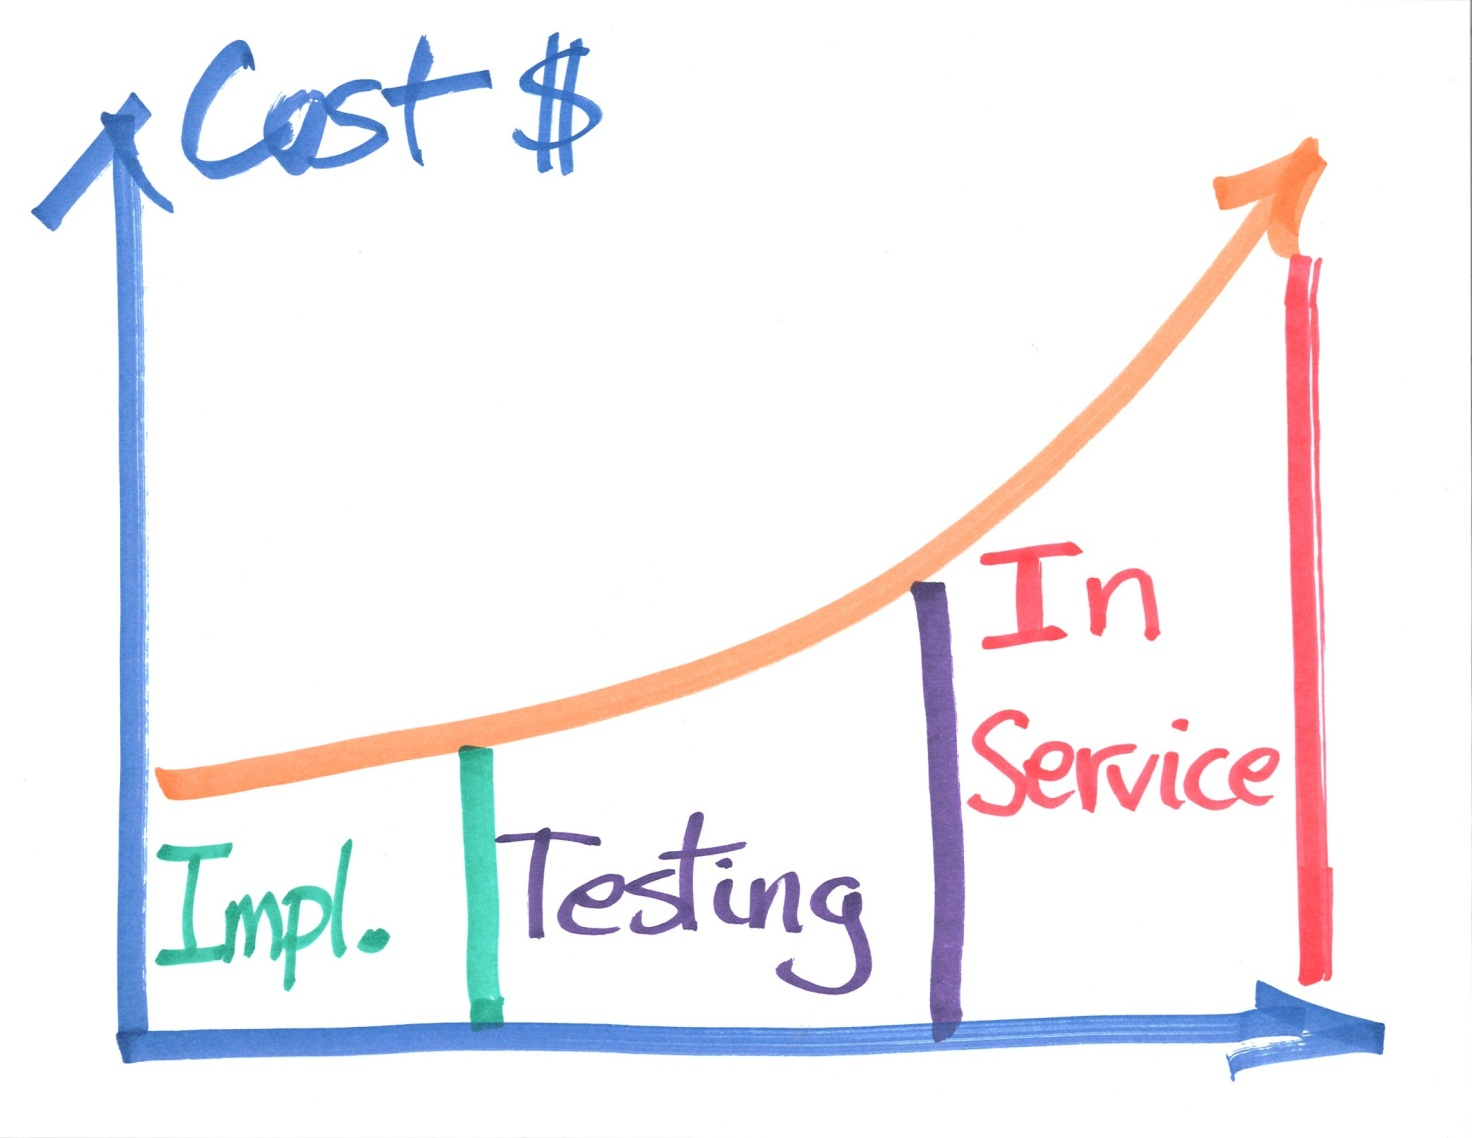 Cost $
Impl.
Testing
In
Service